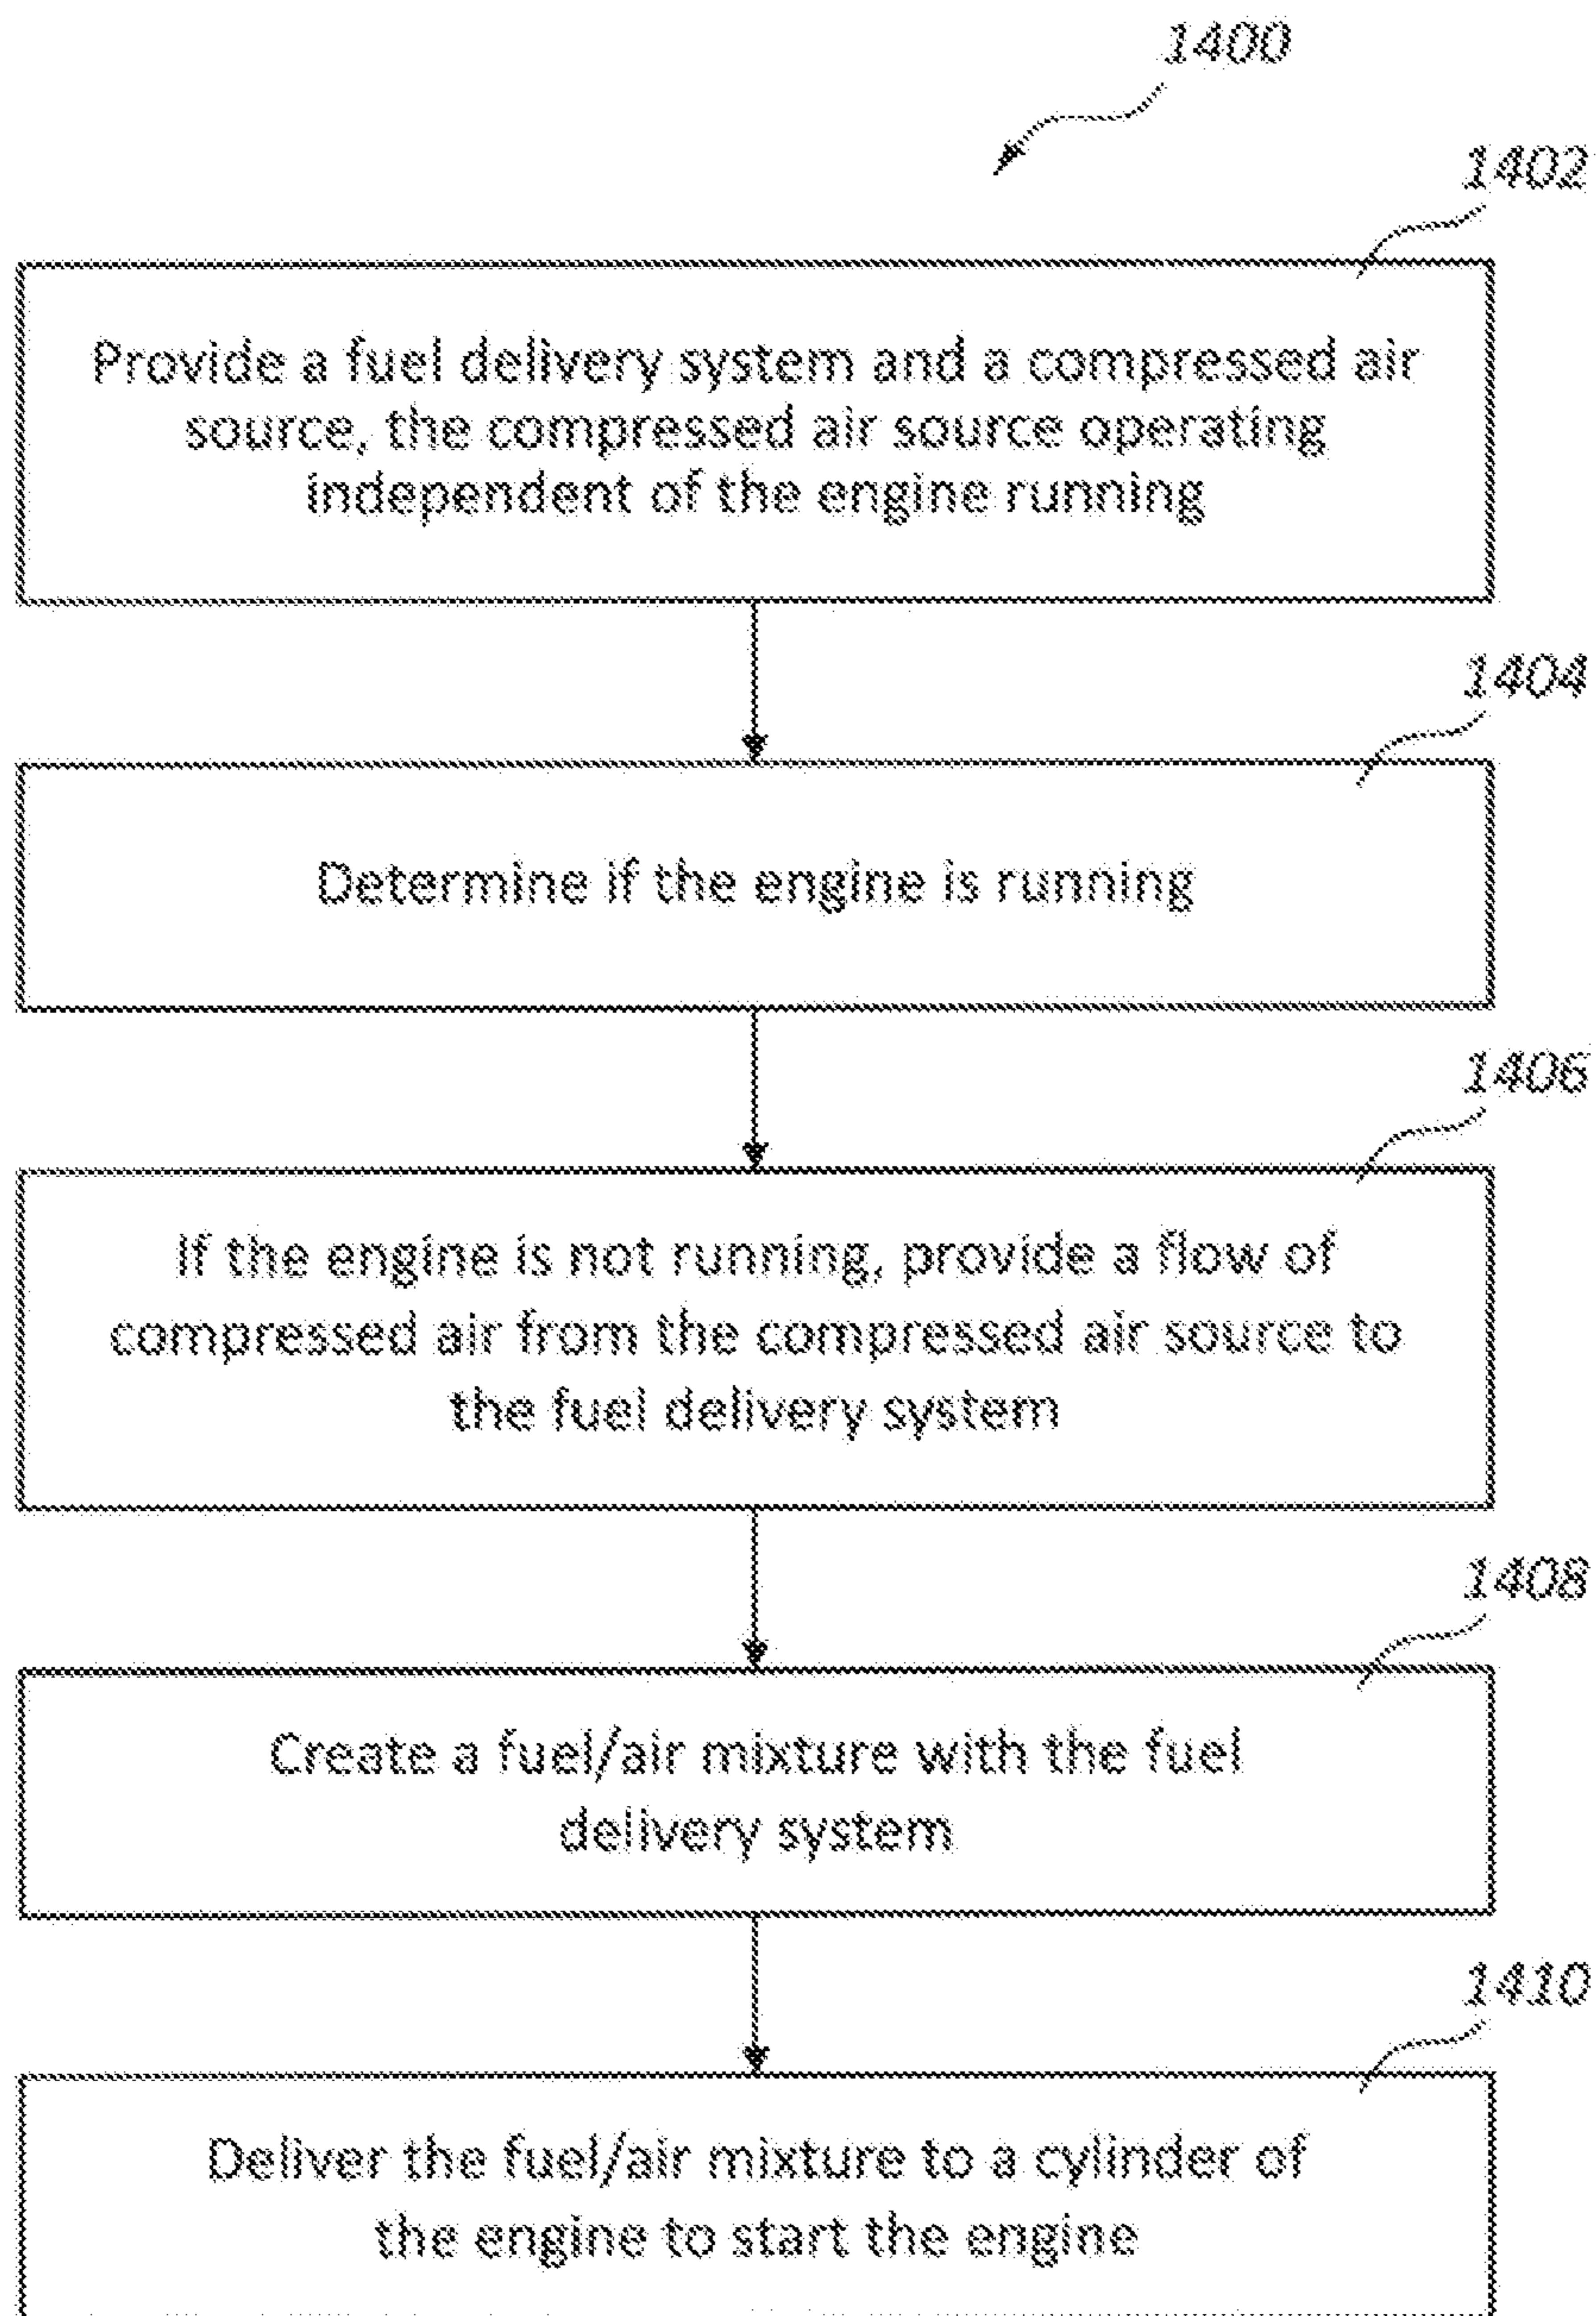 1400
1402
Provide a fuel delivery system and a compressed air
source, the compressed air source operating
independent of the engine running
1404
Determine if the engine is running
1406
If the engine is not running, provide a flow of
compressed air from the compressed air source to
the fuel delivery system
1408
Create a fuel/air mixture with the fuel
delivery system
1410
Deliver the fuel/air mixture to a cylinder of
the engine to start the engine